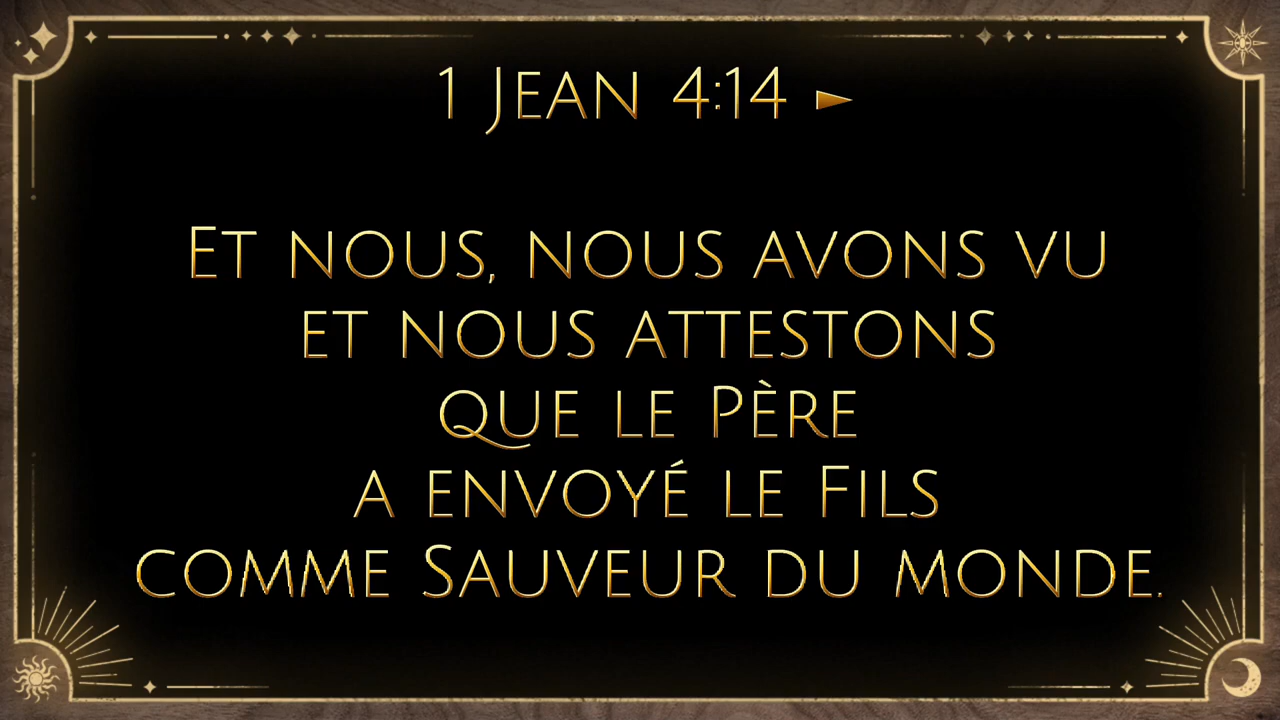 1 Jean 4:14 ►
Et nous, nous avons vu
et nous attestons
que le Père
a envoyé le Fils
comme Sauveur du monde.